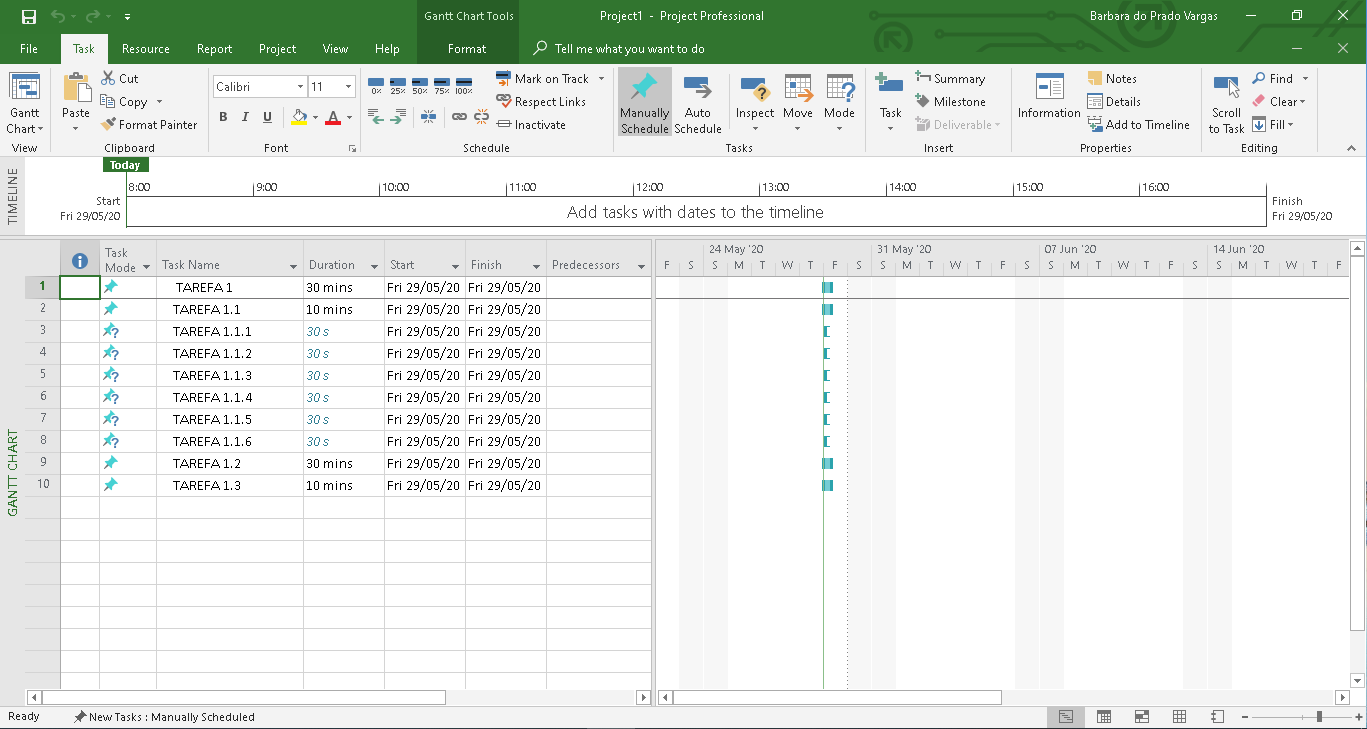 Gantt Chart Tools
Project1 - Project Professional
Barbara do Prado Vargas
File Task Resource Report Project View Help Format Tell me what you want to do
Gantt Chart
View
Paste
Cut
Copy
Format Painter
Clipboard
Calibri 11
B I U A
Font
0% 25% 50% 75% 100%
Mark on Track
Respect Links
Inactivate
Schedule
Manually Schedule
Auto Schedule
Inspect
Move
Mode
Tasks
Task
Summary
Milestone
Deliverable
Insert
Information
Notes
Details
Add to Timeline
Properties
Scroll to Task
Find
Clear
Fill
Editing
TIMELINE
Today
8:00 9:00 10:00 11:00 12:00 13:00 14:00 15:00 16:00
Start
Fri 29/05/20
Add tasks with dates to the timeline
Finish
Fri 29/05/20
GANTT CHART
Task Mode Task Name Duration Start Finish Predecessors
24 May '20 31 May '20 07 Jun '20 14 Jun '20
F S S M T W T F S S M T W T F S S M T W T F S S M T W T F
1 TAREFA 1 30 mins Fri 29/05/20 Fri 29/05/20
2 TAREFA 1.1 10 mins Fri 29/05/20 Fri 29/05/20
3 TAREFA 1.1.1 30 s Fri 29/05/20 Fri 29/05/20
4 TAREFA 1.1.2 30 s Fri 29/05/20 Fri 29/05/20
5 TAREFA 1.1.3 30 s Fri 29/05/20 Fri 29/05/20
6 TAREFA 1.1.4 30 s Fri 29/05/20 Fri 29/05/20
7 TAREFA 1.1.5 30 s Fri 29/05/20 Fri 29/05/20
8 TAREFA 1.1.6 30 s Fri 29/05/20 Fri 29/05/20
9 TAREFA 1.2 30 mins Fri 29/05/20 Fri 29/05/20
10 TAREFA 1.3 10 mins Fri 29/05/20 Fri 29/05/20
Ready New Tasks : Manually Scheduled